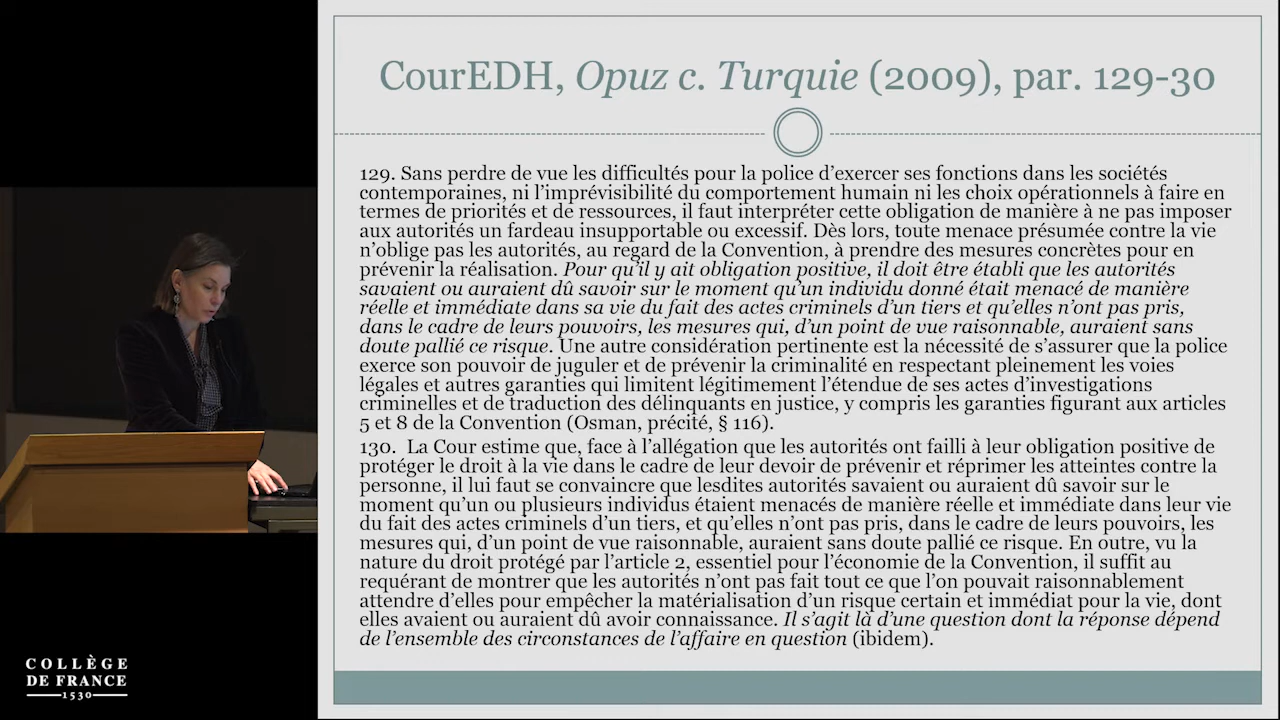 CourEDH, Opuz c. Turquie (2009), par. 129-30
129. Sans perdre de vue les difficultés pour la police d’exercer ses fonctions dans les sociétés
contemporaines, ni l’imprévisibilité du comportement humain ni les choix opérationnels à faire en
termes de priorités et de ressources, il faut interpréter cette obligation de manière à ne pas imposer
aux autorités un fardeau insupportable ou excessif. Dès lors, toute menace présumée contre la vie
n’oblige pas les autorités, au regard de la Convention, à prendre des mesures concrètes pour en
prévenir la réalisation. Pour qu’il y ait obligation positive, il doit être établi que les autorités
savaient ou auraient dû savoir sur le moment qu’un individu donné était menacé de manière
réelle et immédiate dans sa vie du fait des actes criminels d’un tiers et qu’elles n’ont pas pris,
dans le cadre de leurs pouvoirs, les mesures qui, d’un point de vue raisonnable, auraient sans
doute pallié ce risque. Une autre considération pertinente est la nécessité de s’assurer que la police
exerce son pouvoir de juguler et de prévenir la criminalité en respectant pleinement les voies
légales et autres garanties qui limitent légitimement l’étendue de ses actes d’investigations
criminelles et de traduction des délinquants en justice, y compris les garanties figurant aux articles
5 et 8 de la Convention (Osman, précité, § 116).
130. La Cour estime que, face à l’allégation que les autorités ont failli à leur obligation positive de
protéger le droit à la vie dans le cadre de leur devoir de prévenir et réprimer les atteintes contre la
personne, il lui faut se convaincre que lesdites autorités savaient ou auraient dû savoir sur le
moment qu’un ou plusieurs individus étaient menacés de manière réelle et immédiate dans leur vie
du fait des actes criminels d’un tiers, et qu’elles n’ont pas pris, dans le cadre de leurs pouvoirs, les
mesures qui, d’un point de vue raisonnable, auraient sans doute pallié ce risque. En outre, vu la
nature du droit protégé par l’article 2, essentiel pour l’économie de la Convention, il suffit au
requérant de montrer que les autorités n’ont pas fait tout ce que l’on pouvait raisonnablement
attendre d’elles pour empêcher la matérialisation d’un risque certain et immédiat pour la vie, dont
elles avaient ou auraient dû avoir connaissance. Il s’agit là d’une question dont la réponse dépend
de l’ensemble des circonstances de l’affaire en question (ibidem).
COLLÈGE
DE FRANCE
1530